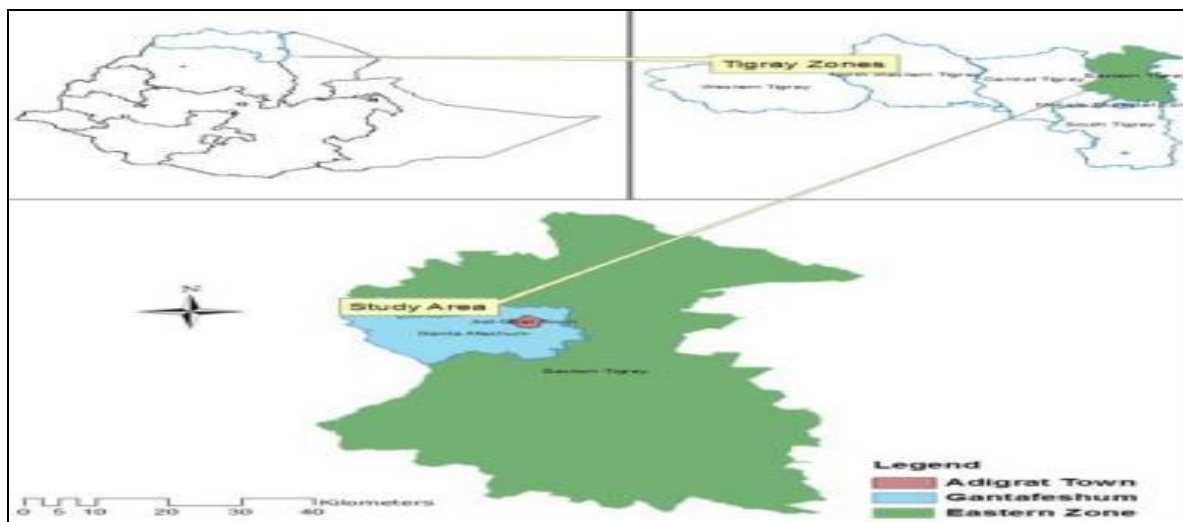 Tigray Zones
Western Tigray
Central Tigray
South Tigray
N
Study Area
Eastern Tigray
Legend
Adigrat Town
Gantafeshum
Eastern Zone
Kilometers
0 5 10 20 30 40